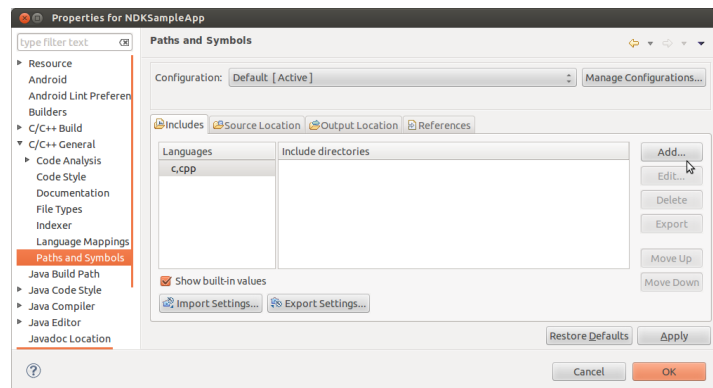 Properties for NDKSampleApp
type filter text
Paths and Symbols
Resource
Android
Android Lint Preferen
Builders
C/C++ Build
C/C++ General
Code Analysis
Code Style
Documentation
File Types
Indexer
Language Mappings
Paths and Symbols
Java Build Path
Java Code Style
Java Compiler
Java Editor
Javadoc Location
Configuration: Default [Active] Manage Configurations...
Includes Source Location Output Location References
Languages Include directories
c,cpp
Add...
Edit...
Delete
Export
Move Up
Move Down
Show built-in values
Import Settings... Export Settings...
Restore Defaults Apply
? Cancel OK